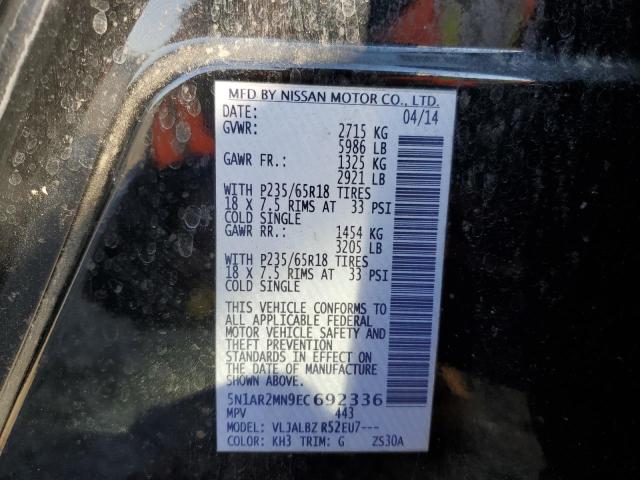 MFD BY NISSAN MOTOR CO., LTD.
DATE: 04/14
GVWR: 2715 KG
5986 LB
GAWR FR.: 1325 KG
2921 LB
WITH P235/65R18 TIRES
18 X 7.5 RIMS AT 33 PSI
COLD SINGLE
GAWR RR.: 1454 KG
3205 LB
WITH P235/65R18 TIRES
18 X 7.5 RIMS AT 33 PSI
COLD SINGLE
THIS VEHICLE CONFORMS TO
ALL APPLICABLE FEDERAL
MOTOR VEHICLE SAFETY AND
THEFT PREVENTION
STANDARDS IN EFFECT ON
THE DATE OF MANUFACTURE
SHOWN ABOVE.
5N1AR2MN9EC692336
MPV 443
MODEL: VLJALBZ R52EU7---
COLOR: KH3 TRIM: G ZS30A